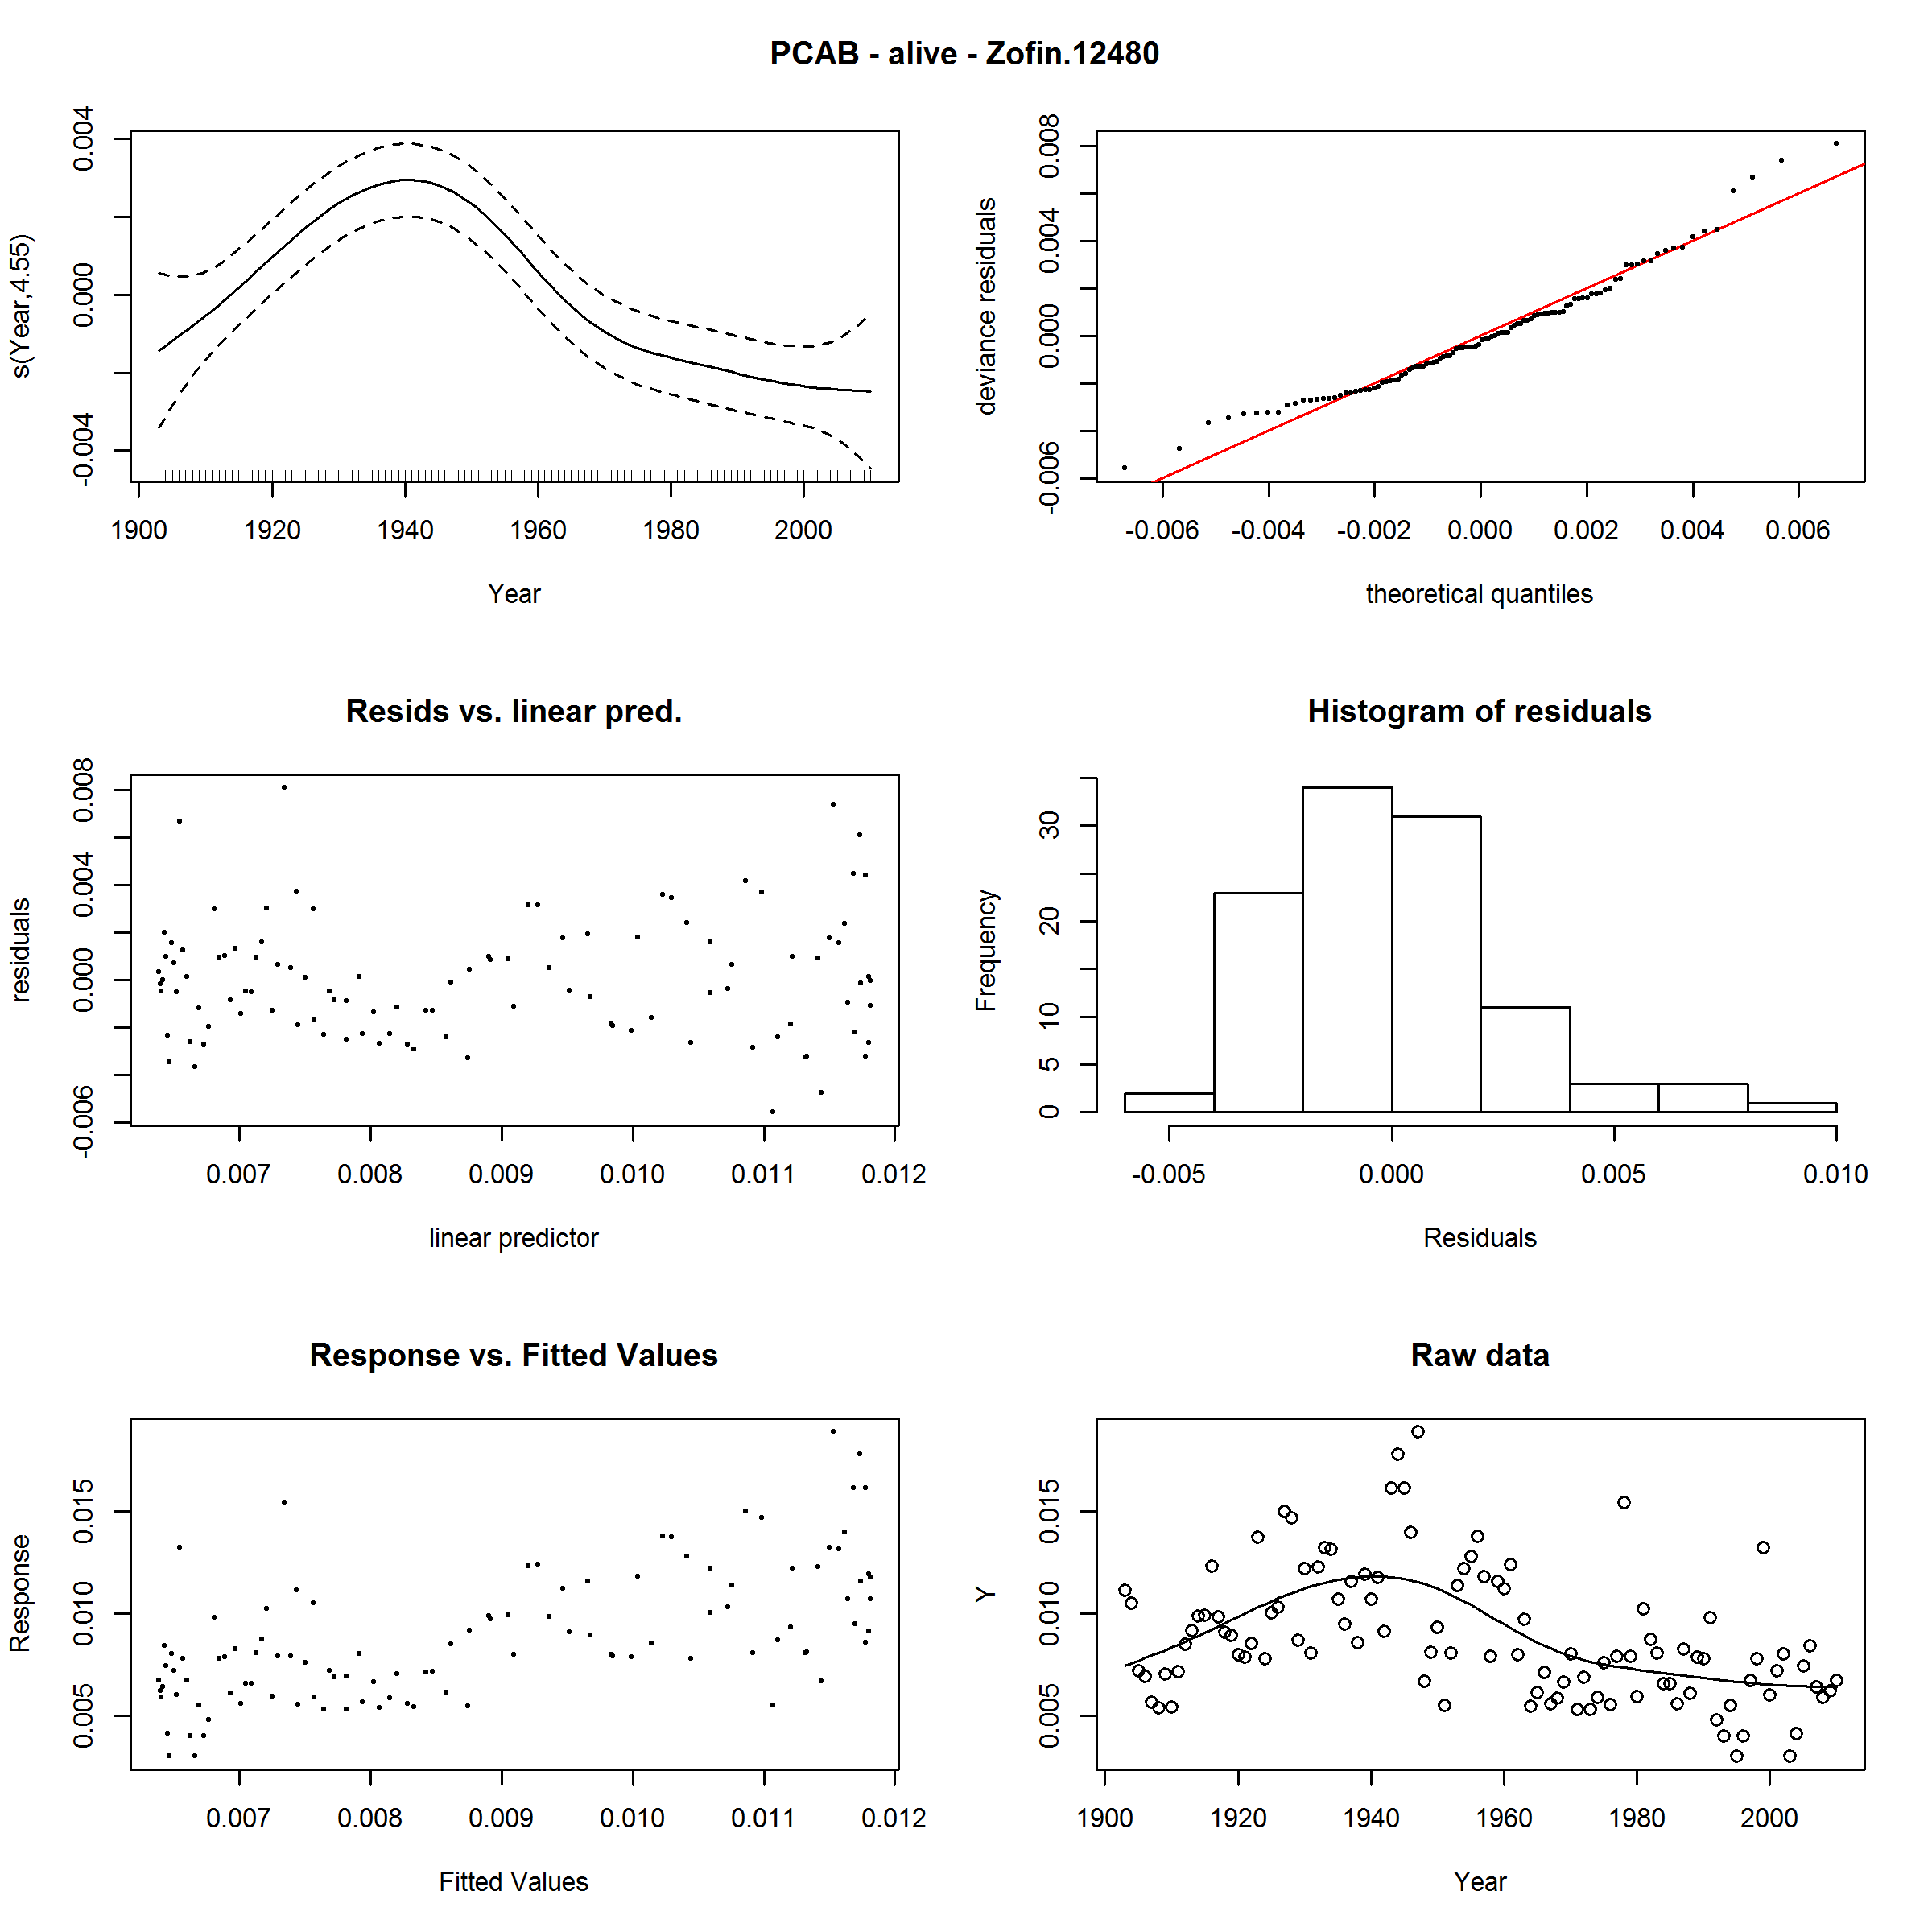 PCAB - alive - Zofin.12480
s(Year,4.55)
0.004
0.000
-0.004
1900 1920 1940 1960 1980 2000
Year
deviance residuals
0.008
0.004
0.000
-0.006
-0.006 -0.004 -0.002 0.000 0.002 0.004 0.006
theoretical quantiles
Resids vs. linear pred.
residuals
0.008
0.004
0.000
-0.006
0.007 0.008 0.009 0.010 0.011 0.012
linear predictor
Histogram of residuals
Frequency
30
20
10
5
0
-0.005 0.000 0.005 0.010
Residuals
Response vs. Fitted Values
Response
0.015
0.010
0.005
0.007 0.008 0.009 0.010 0.011 0.012
Fitted Values
Raw data
Y
0.015
0.010
0.005
1900 1920 1940 1960 1980 2000
Year